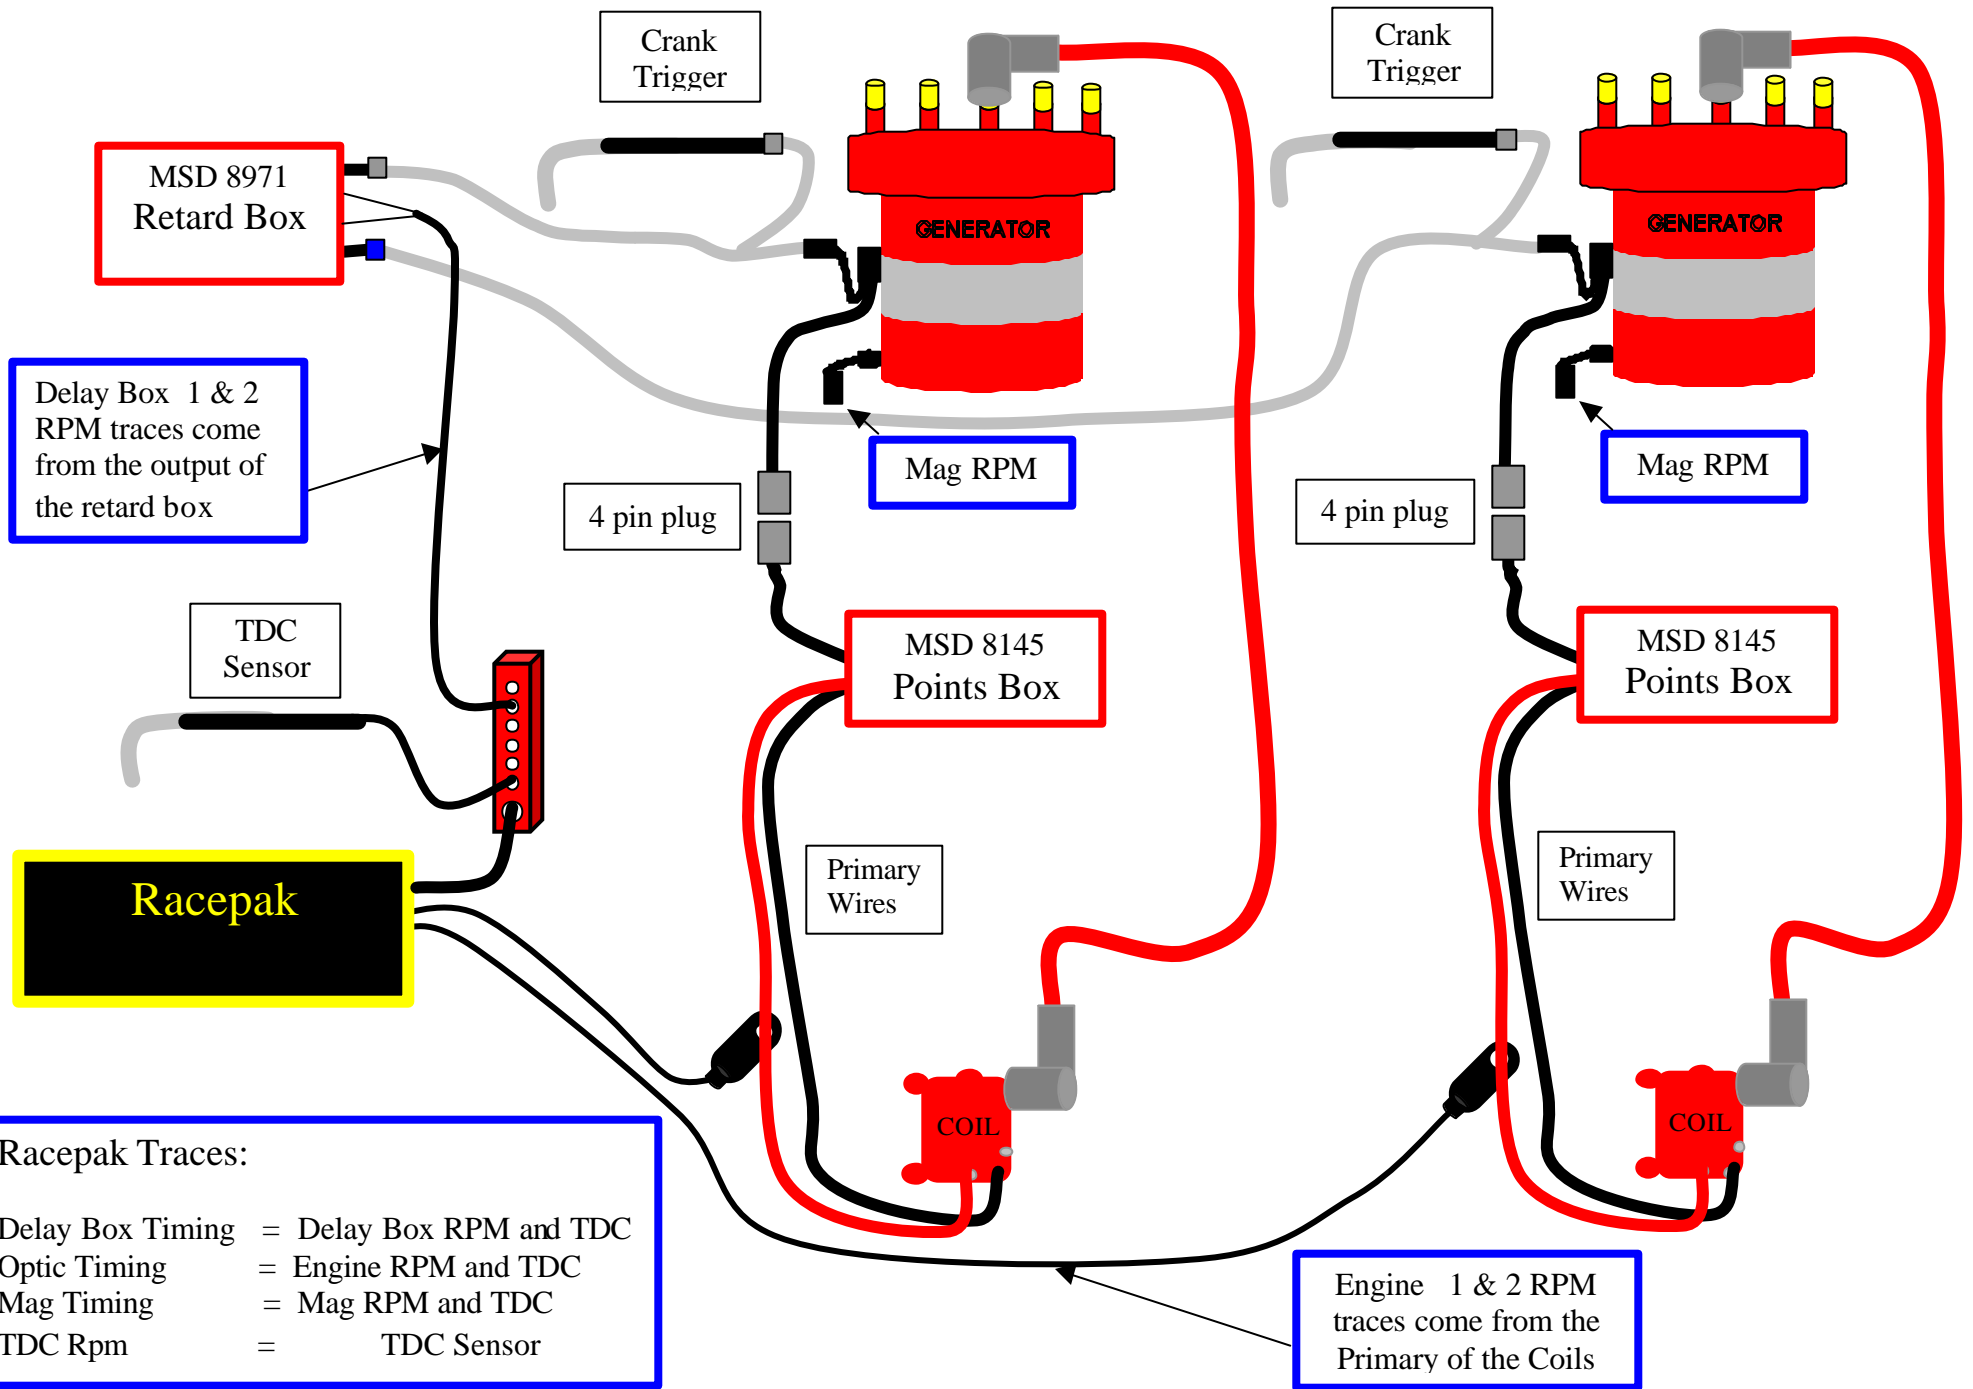 Crank
Trigger
Crank
Trigger
MSD 8971
Retard Box
GENERATOR
GENERATOR
Delay Box 1 & 2
RPM traces come
from the output of
the retard box
Mag RPM
Mag RPM
4 pin plug
4 pin plug
TDC
Sensor
MSD 8145
Points Box
MSD 8145
Points Box
Racepak
Primary
Wires
Primary
Wires
COIL
COIL
Racepak Traces:
Delay Box Timing = Delay Box RPM and TDC
Optic Timing = Engine RPM and TDC
Mag Timing = Mag RPM and TDC
TDC Rpm = TDC Sensor
Engine 1 & 2 RPM
traces come from the
Primary of the Coils